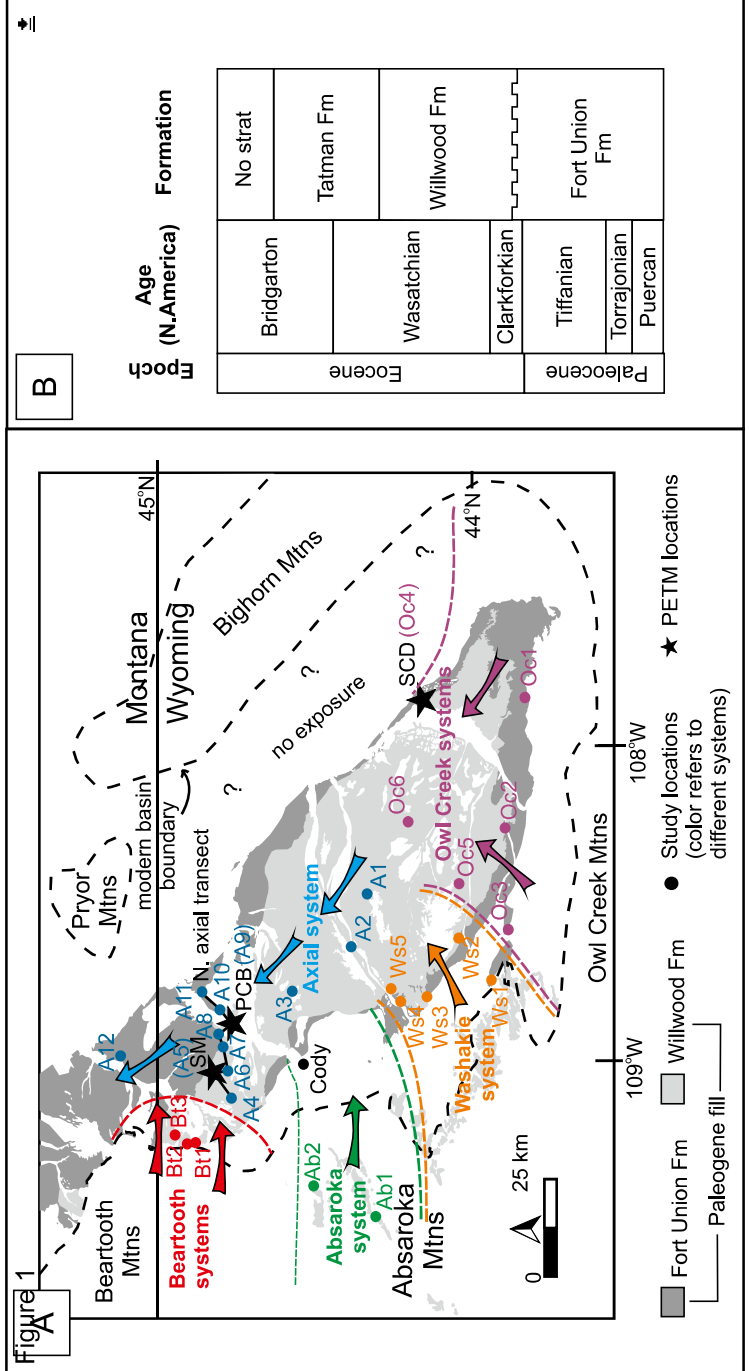 Figure 1
A
Beartooth
Mtns
Pryor
Mtns
modern basin
boundary
N. axial transect
Montana
Wyoming
45°N
Bighorn Mtns
?
?
?
no exposure
Beartooth
systems
Bt2
Bt3
Bt1
A12
A11
A10
A8
SM
(A5)
A7
A6
A4
PCB (A9)
A3
Axial system
A2
A1
Cody
Absaroka
system
Ab2
Ab1
Absaroka
Mtns
Ws5
Ws4
Ws3
Ws2
Ws1
Washakie
system
Oc6
Oc5
Owl Creek systems
SCD (Oc4)
Oc3
Oc2
Oc1
44°N
Owl Creek Mtns
0
25 km
109°W
108°W
Fort Union Fm
Willwood Fm
Paleogene fill
Study locations
(color refers to
different systems)
PETM locations
B
Epoch
Age
(N.America)
Formation
Eocene
Paleocene
Bridgarton
Wasatchian
Clarkforkian
Tiffanian
Torrajonian
Puercan
No strat
Tatman Fm
Willwood Fm
Fort Union
Fm